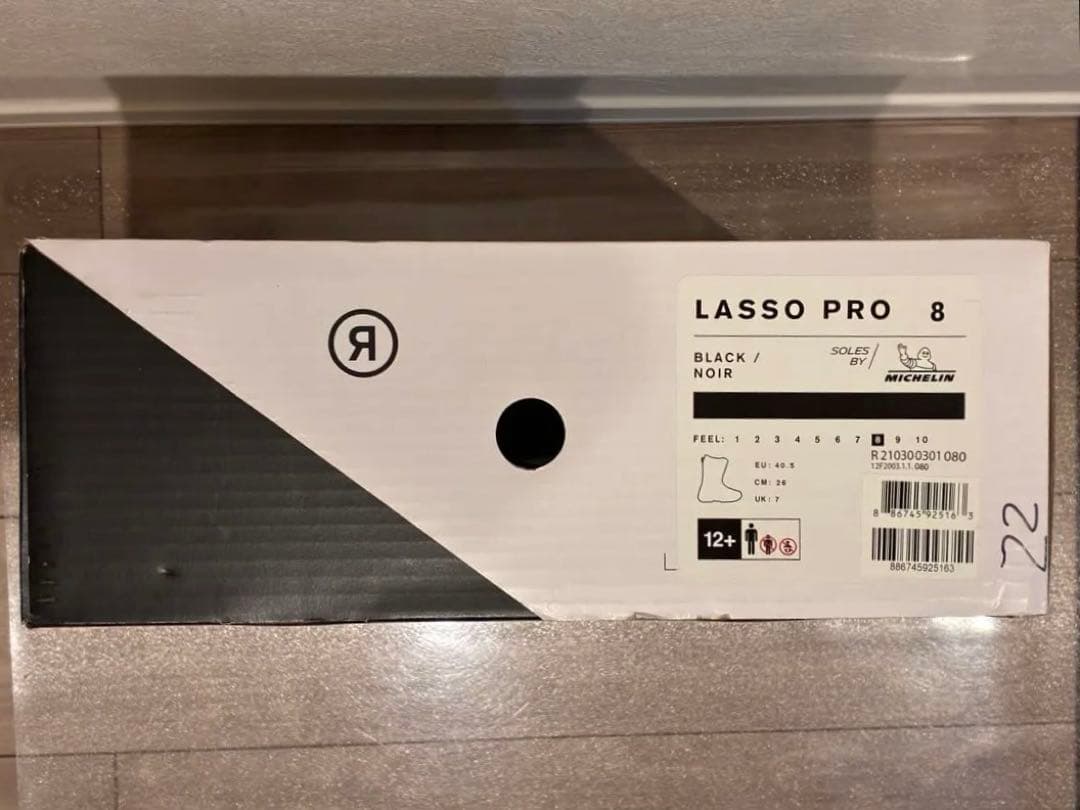 R
LASSO PRO 8
BLACK /
NOIR
SOLES
BY /
MICHELIN
FEEL: 1 2 3 4 5 6 7 8 9 10
R 21030-0301 080
12F2003.1.1. 080
EU: 40.5
CM: 26
UK: 7
8 86745 92516 3
12+
886745925163
22